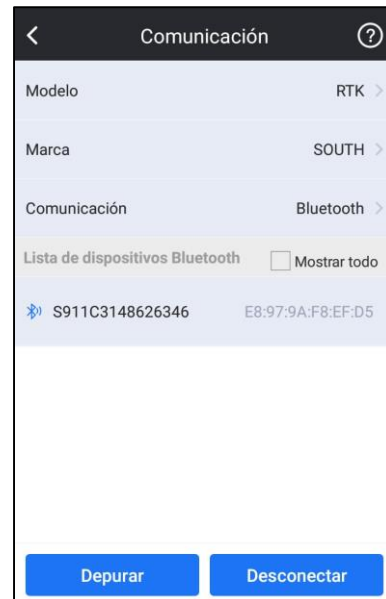 Comunicación ?
Modelo RTK
Marca SOUTH
Comunicación Bluetooth
Lista de dispositivos Bluetooth Mostrar todo
S911C3148626346 E8:97:9A:F8:EF:D5
Depurar Desconectar